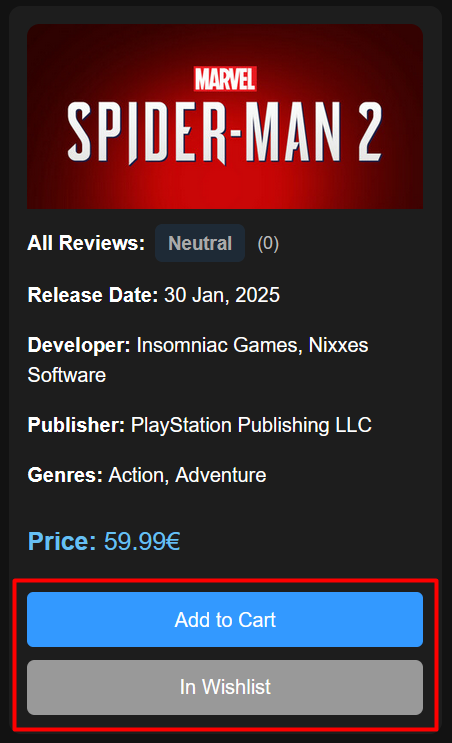 MARVEL
SPIDER-MAN 2
All Reviews: Neutral (0)
Release Date: 30 Jan, 2025
Developer: Insomniac Games, Nixxes
Software
Publisher: PlayStation Publishing LLC
Genres: Action, Adventure
Price: 59.99€
Add to Cart
In Wishlist